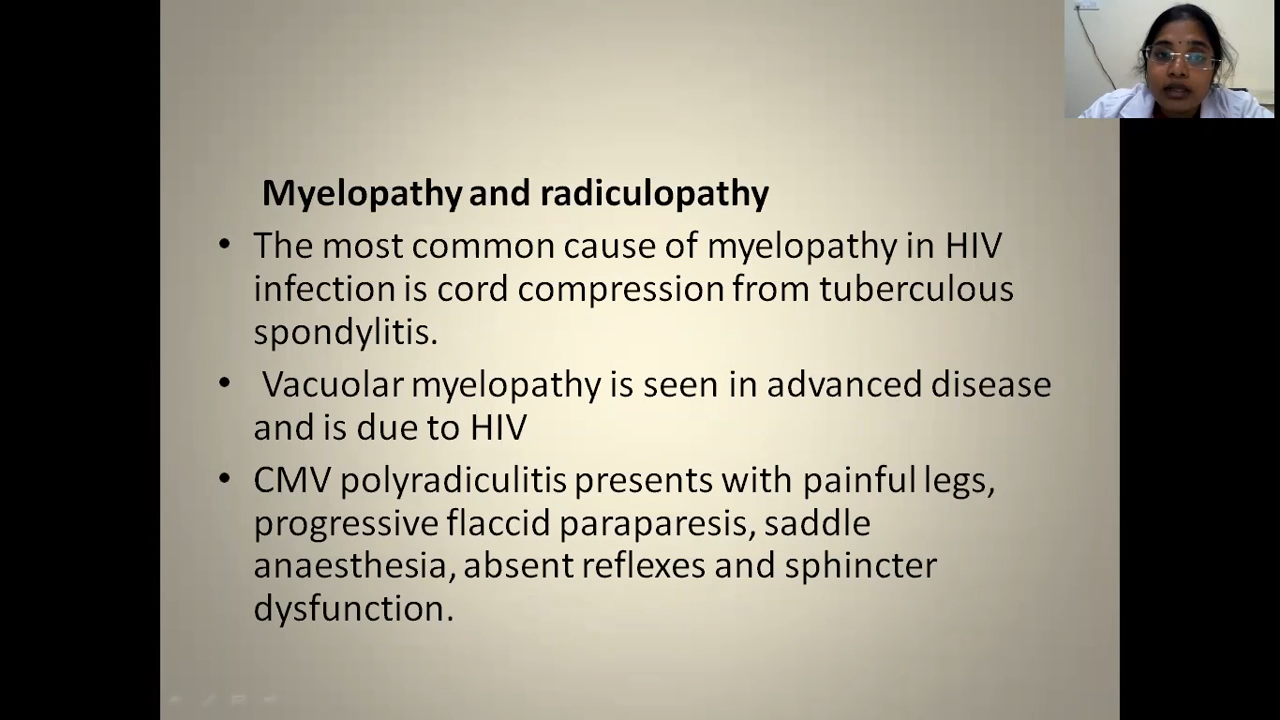 Myelopathy and radiculopathy
• The most common cause of myelopathy in HIV
infection is cord compression from tuberculous
spondylitis.
• Vacuolar myelopathy is seen in advanced disease
and is due to HIV
• CMV polyradiculitis presents with painful legs,
progressive flaccid paraparesis, saddle
anaesthesia, absent reflexes and sphincter
dysfunction.